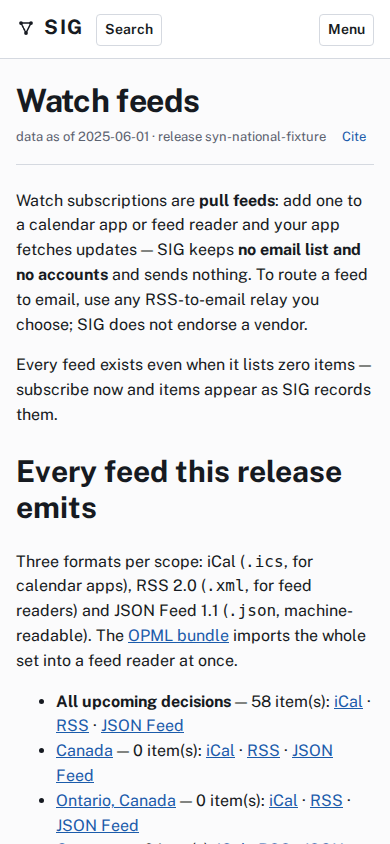 SIG
Search
Menu
Watch feeds
data as of 2025-06-01 · release syn-national-fixture Cite
Watch subscriptions are pull feeds: add one to
a calendar app or feed reader and your app
fetches updates — SIG keeps no email list and
no accounts and sends nothing. To route a feed
to email, use any RSS-to-email relay you
choose; SIG does not endorse a vendor.
Every feed exists even when it lists zero items —
subscribe now and items appear as SIG records
them.
Every feed this release
emits
Three formats per scope: iCal (.ics, for
calendar apps), RSS 2.0 (.xml, for feed
readers) and JSON Feed 1.1 (.json, machine-
readable). The OPML bundle imports the whole
set into a feed reader at once.
• All upcoming decisions — 58 item(s): iCal ·
RSS · JSON Feed
• Canada — 0 item(s): iCal · RSS · JSON
Feed
• Ontario, Canada — 0 item(s): iCal · RSS ·
JSON Feed